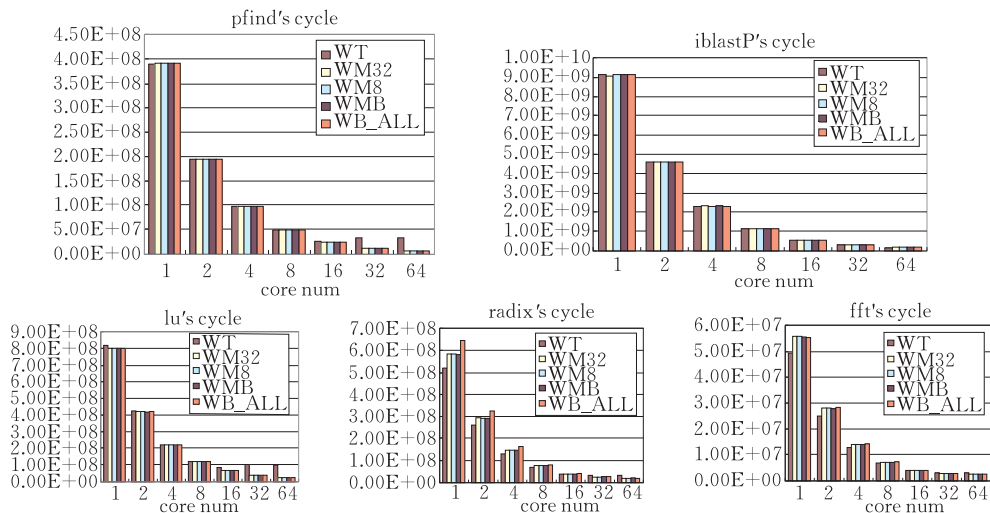 pfind's cycle
4.50E+08
4.00E+08
3.50E+08
3.00E+08
2.50E+08
2.00E+08
1.50E+08
1.00E+08
5.00E+07
0.00E+00
WT
WM32
WM8
WMB
WB_ALL
1 2 4 8 16 32 64
core num
iblastP's cycle
1.00E+10
9.00E+09
8.00E+09
7.00E+09
6.00E+09
5.00E+09
4.00E+09
3.00E+09
2.00E+09
1.00E+09
0.00E+00
WT
WM32
WM8
WMB
WB_ALL
1 2 4 8 16 32 64
core num
lu's cycle
9.00E+08
8.00E+08
7.00E+08
6.00E+08
5.00E+08
4.00E+08
3.00E+08
2.00E+08
1.00E+08
0.00E+00
WT
WM32
WM8
WMB
WB_ALL
1 2 4 8 16 32 64
core num
radix's cycle
7.00E+08
6.00E+08
5.00E+08
4.00E+08
3.00E+08
2.00E+08
1.00E+08
0.00E+00
WT
WM32
WM8
WMB
WB_ALL
1 2 4 8 16 32 64
core num
fft's cycle
6.00E+07
5.00E+07
4.00E+07
3.00E+07
2.00E+07
1.00E+07
0.00E+00
WT
WM32
WM8
WMB
WB_ALL
1 2 4 8 16 32 64
core num